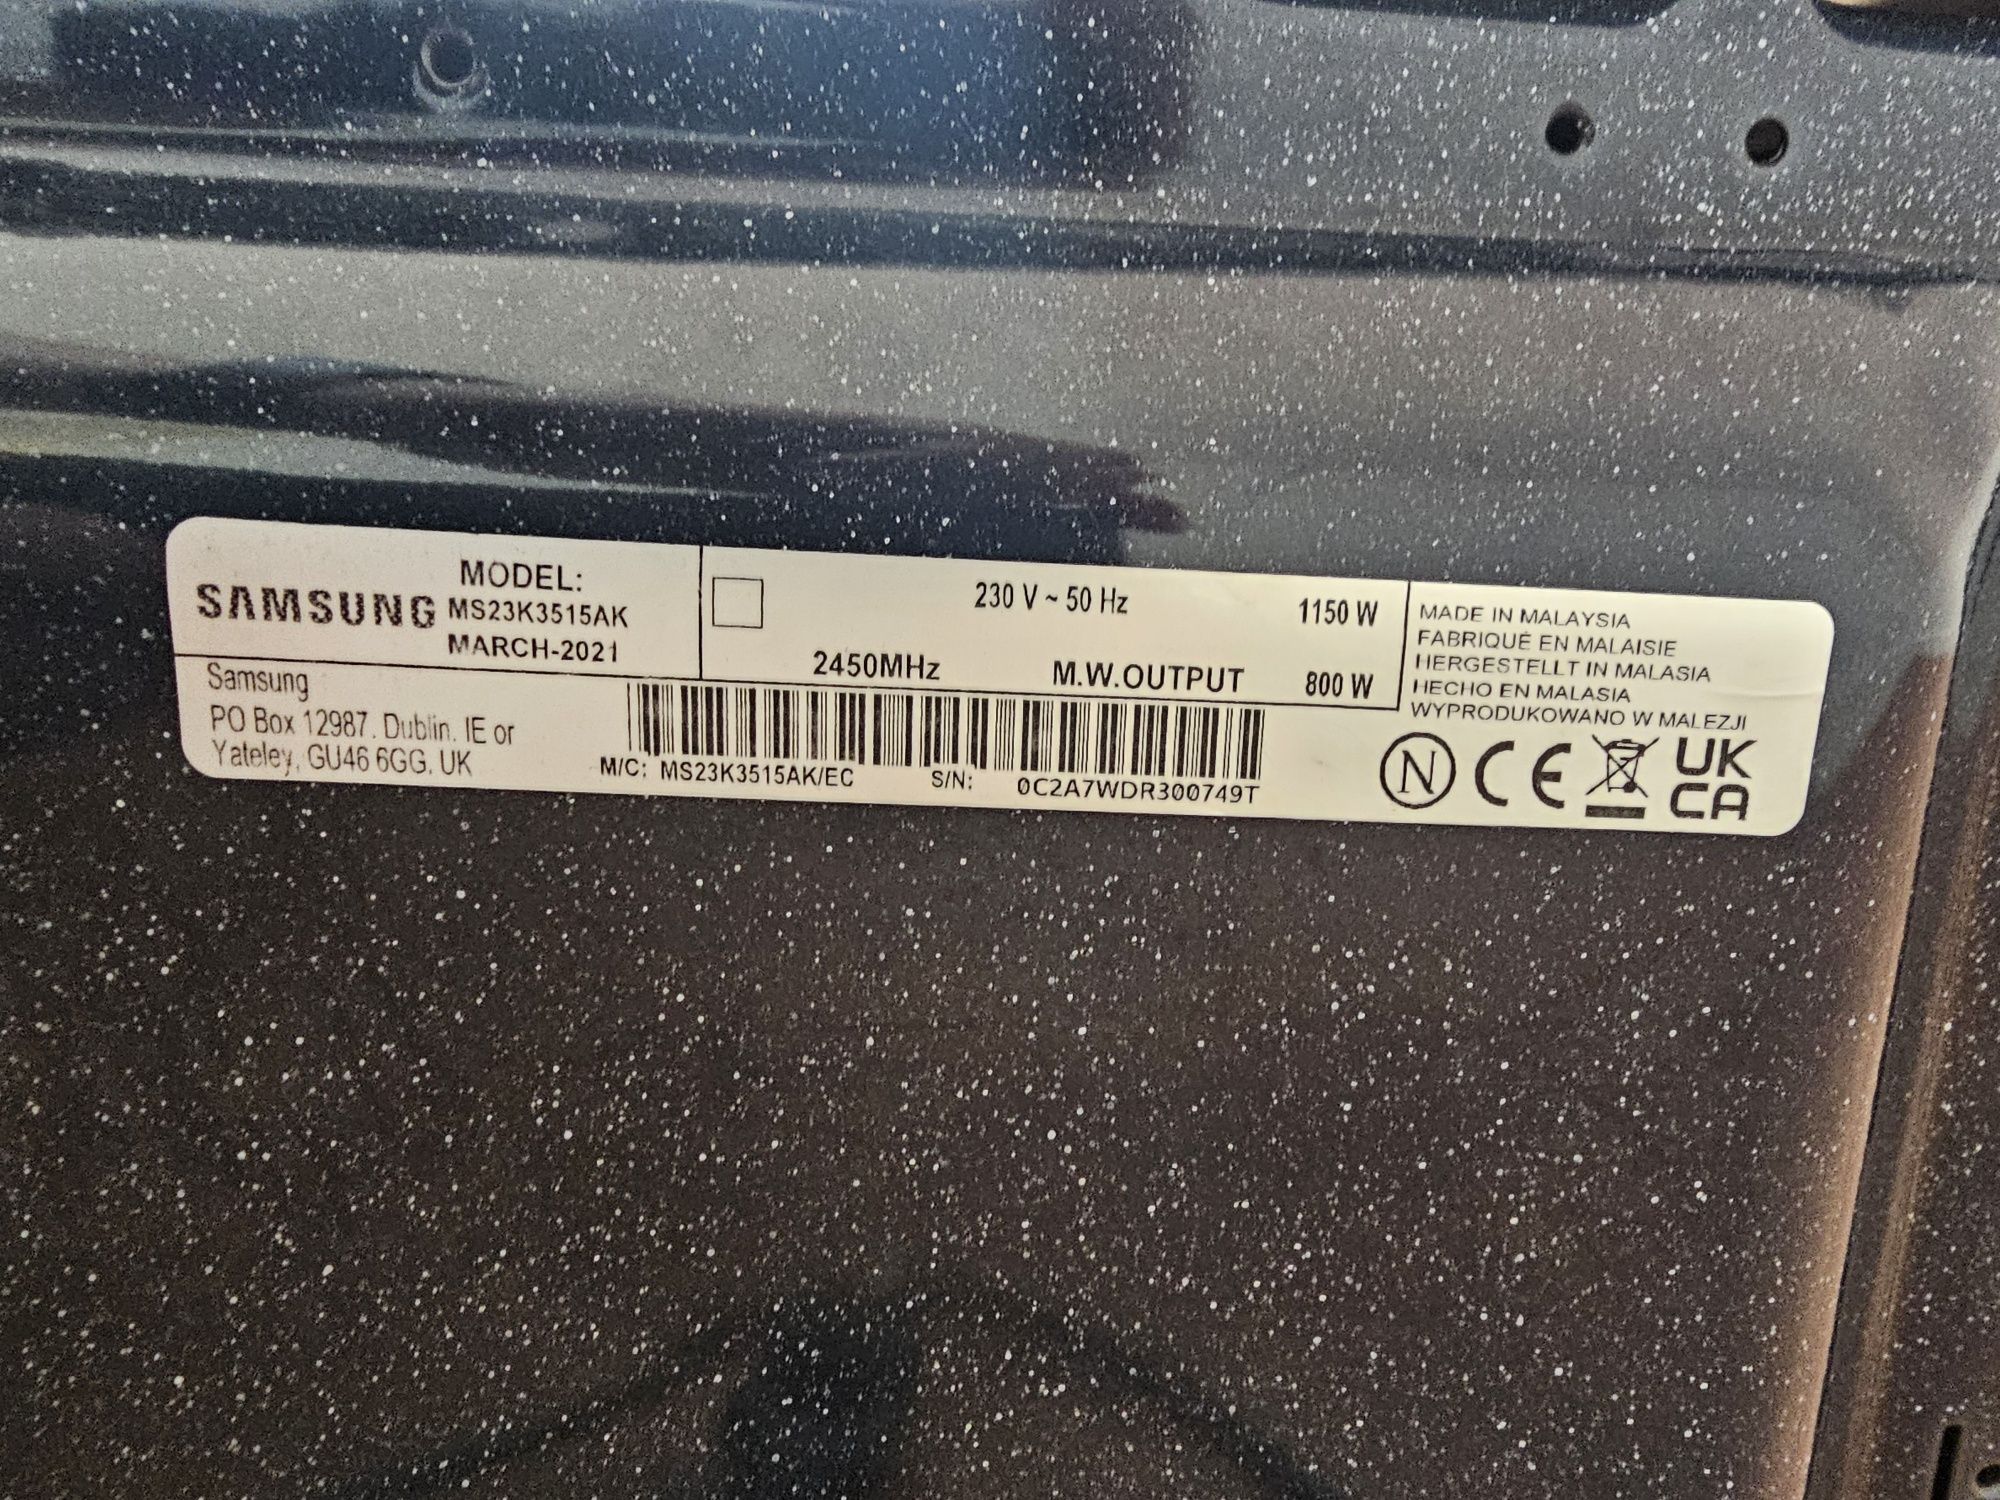 SAMSUNG
MODEL:
MS23K3515AK
MARCH-2021
Samsung
PO Box 12987. Dublin. IE or
Yateley, GU46 6GG. UK
230 V ~ 50 Hz 1150 W
2450MHz M.W.OUTPUT 800 W
M/C: MS23K3515AK/EC S/N: 0C2A7WDR300749T
MADE IN MALAYSIA
FABRIQUÉ EN MALAISIE
HERGESTELLT IN MALASIA
HECHO EN MALASIA
WYPRODUKOWANO W MALEZJI
N CE UK
CA